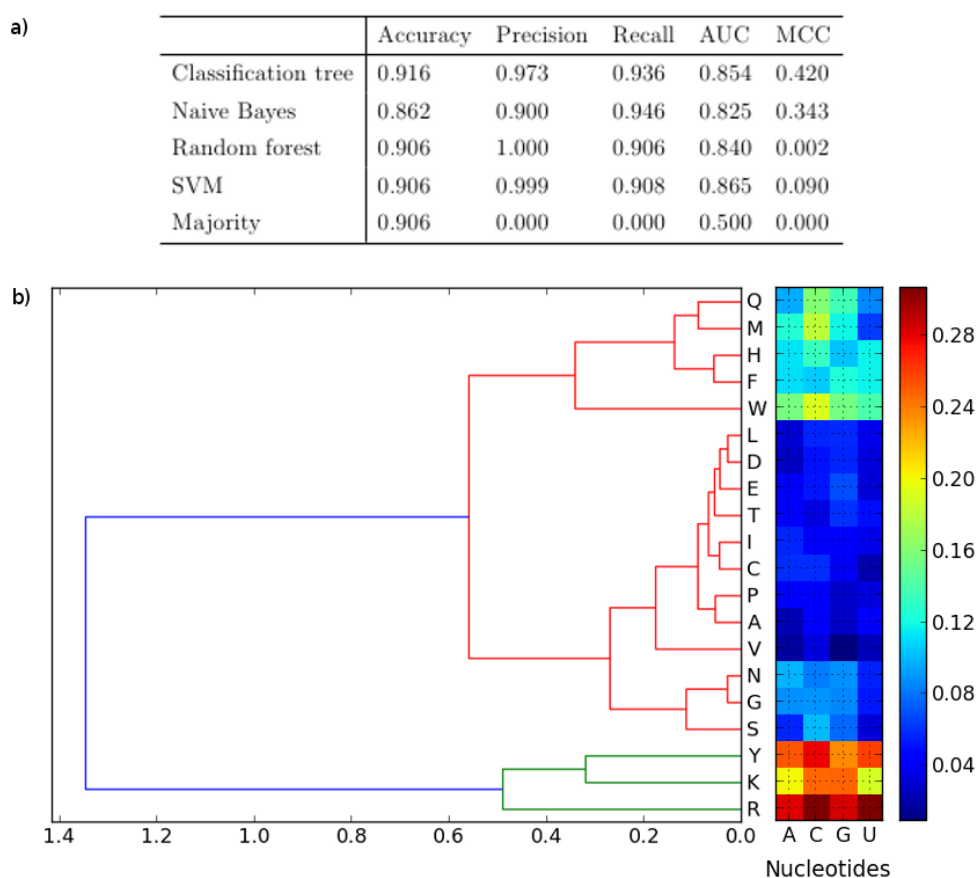 a)
Accuracy Precision Recall AUC MCC
Classification tree 0.916 0.973 0.936 0.854 0.420
Naive Bayes 0.862 0.900 0.946 0.825 0.343
Random forest 0.906 1.000 0.906 0.840 0.002
SVM 0.906 0.999 0.908 0.865 0.090
Majority 0.906 0.000 0.000 0.500 0.000
b)
Q
M
H
F
W
L
D
E
T
I
C
P
A
V
N
G
S
Y
K
R
1.4 1.2 1.0 0.8 0.6 0.4 0.2 0.0
A C G U
Nucleotides
0.28
0.24
0.20
0.16
0.12
0.08
0.04